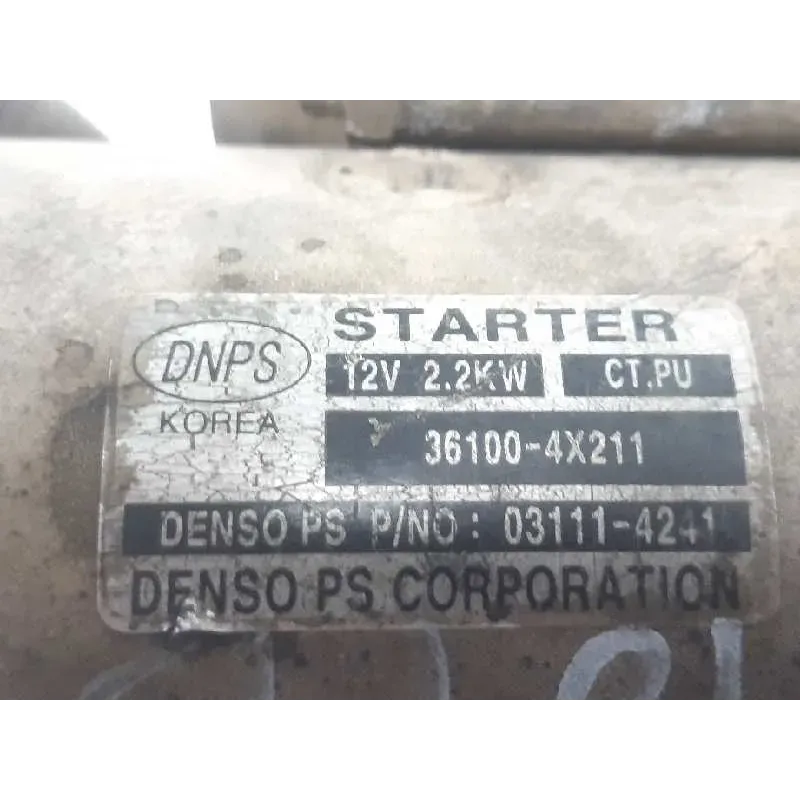 STARTER
DNPS
12V 2.2KW CT.PU
KOREA
36100-4X211
DENSO PS P/NO : 03111-4241
DENSO PS CORPORATION